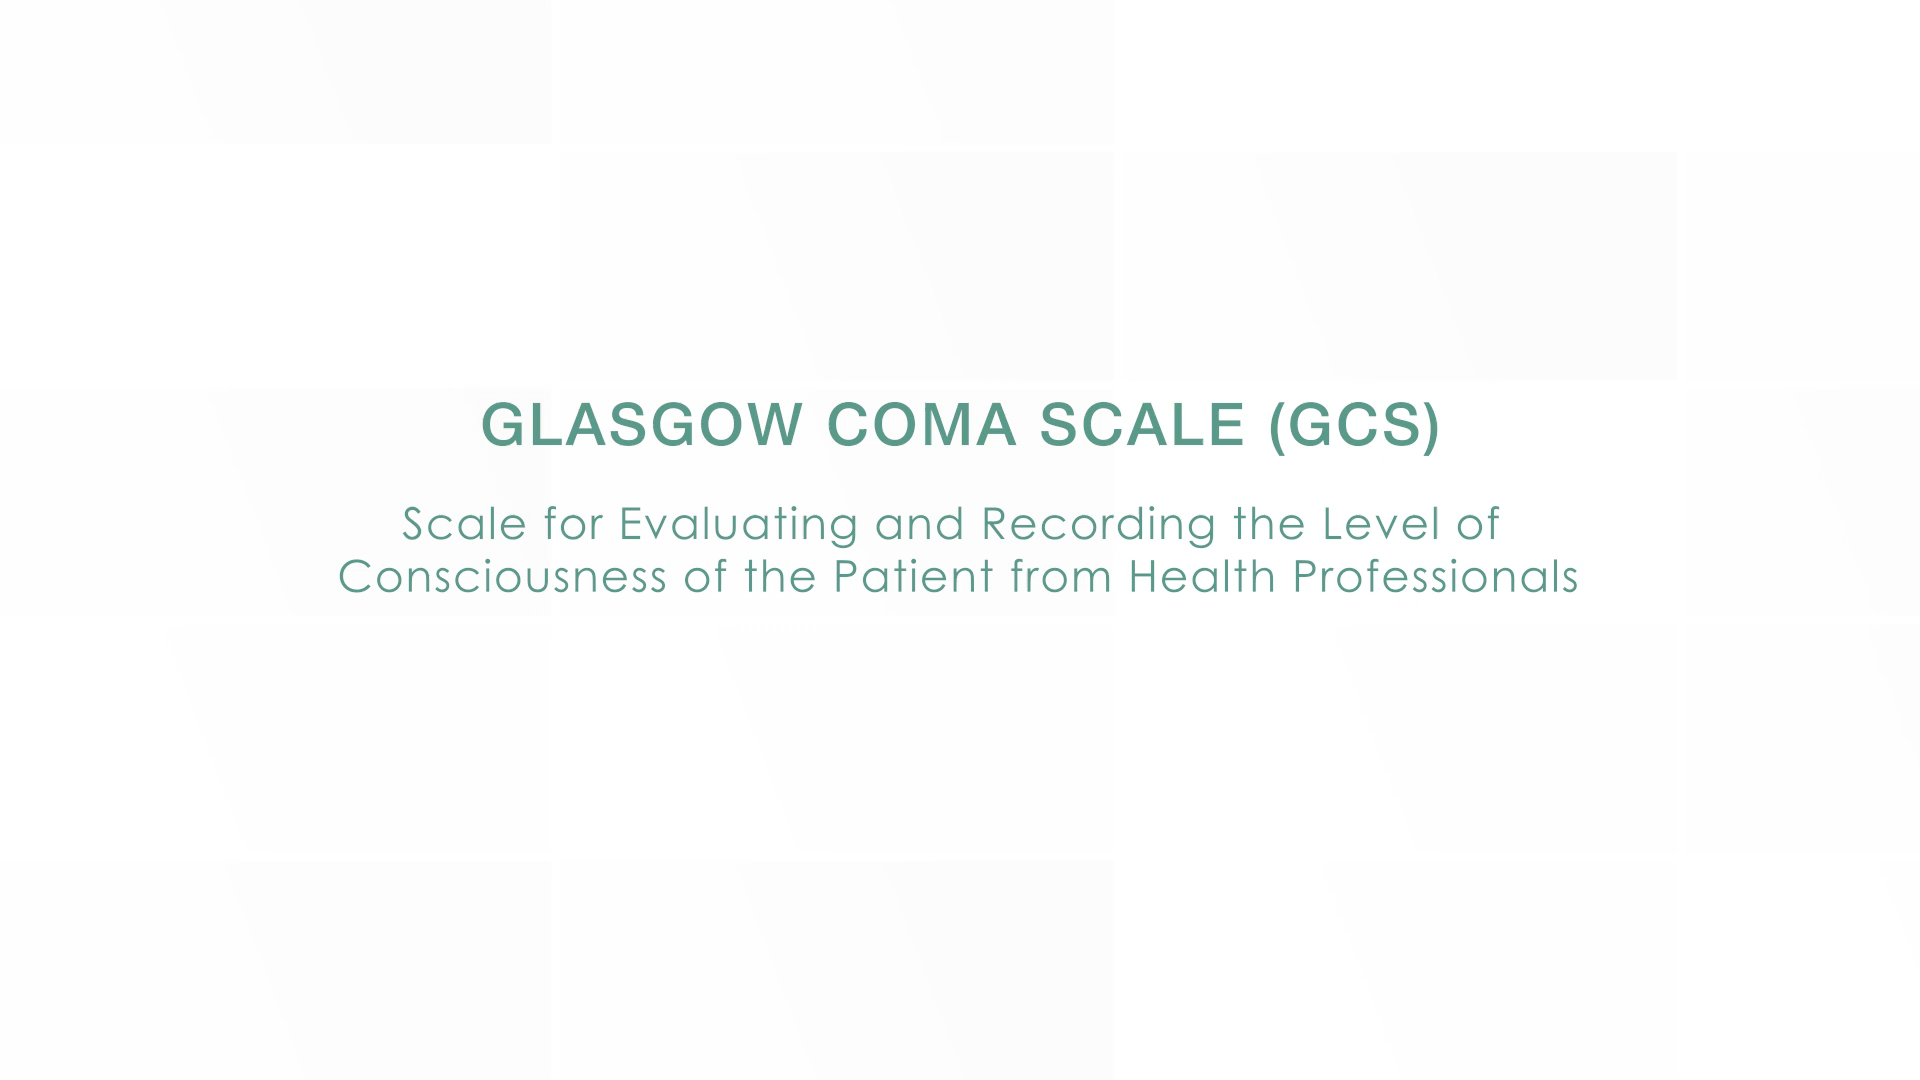 GLASGOW COMA SCALE (GCS)
Scale for Evaluating and Recording the Level of
Consciousness of the Patient from Health Professionals